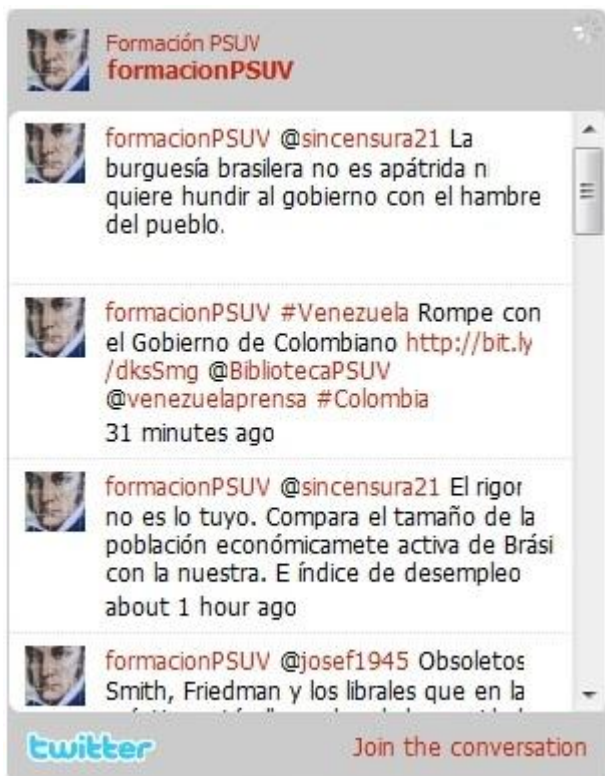 Formación PSUV
formacionPSUV
formacionPSUV @sincensura21 La
burguesía brasilera no es apátrida n
quiere hundir al gobierno con el hambre
del pueblo.
formacionPSUV #Venezuela Rompe con
el Gobierno de Colombiano http://bit.ly
/dksSmg @BibliotecaPSUV
@venezuelaprensa #Colombia
31 minutes ago
formacionPSUV @sincensura21 El rigor
no es lo tuyo. Compara el tamaño de la
población económicamete activa de Brási
con la nuestra. E índice de desempleo
about 1 hour ago
formacionPSUV @josef1945 Obsoletos
Smith, Friedman y los librales que en la
twitter
Join the conversation